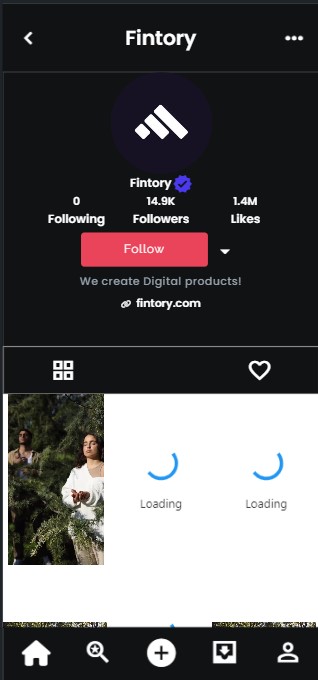 Fintory
Fintory
0 14.9K 1.4M
Following Followers Likes
Follow
We create Digital products!
fintory.com
Loading Loading